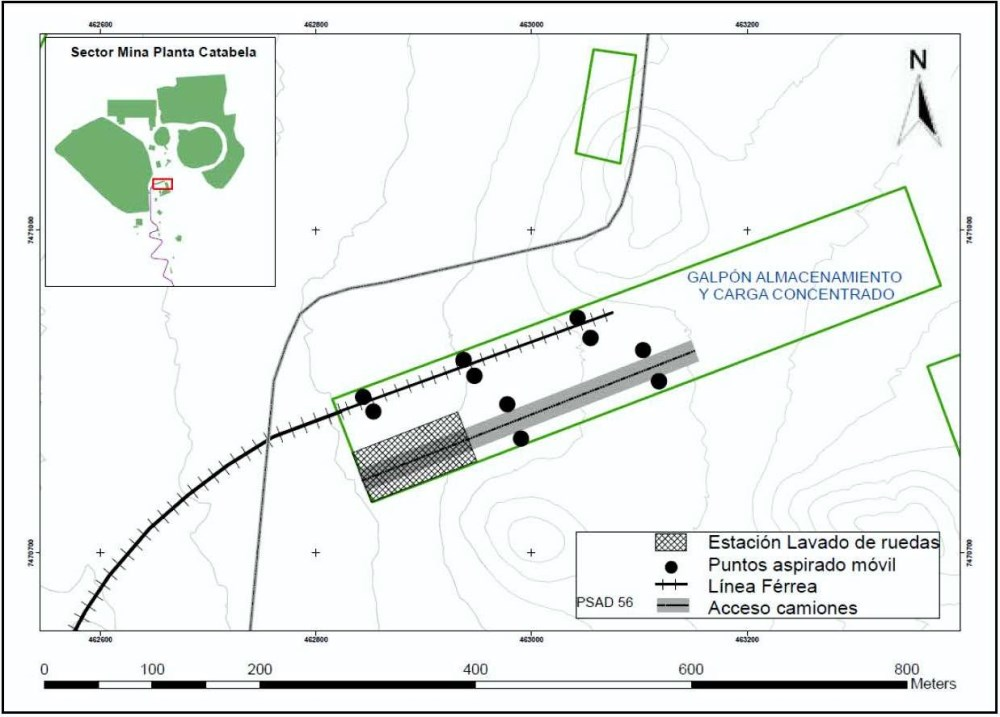 462600 462800 463000 463200
Sector Mina Planta Catabela
N
7471000 7471000
GALPÓN ALMACENAMIENTO
Y CARGA CONCENTRADO
7470700 7470700
Estación Lavado de ruedas
Puntos aspirado móvil
Línea Férrea
PSAD 56 Acceso camiones
462600 462800 463000 463200
0 100 200 400 600 800
Meters